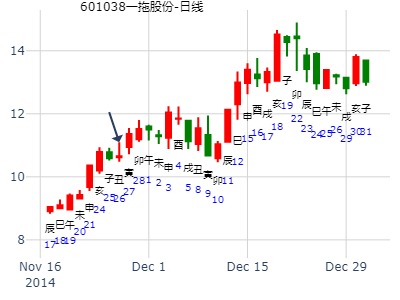 601038一拖股份-日线
14
12
10
8
辰 巳 午 未 申 亥 子 丑 寅 卯 午 未 申 酉 戌 丑 寅 卯 辰 巳 申 酉 戌 亥 子 卯 辰 巳 午 未 戌 亥 子
17 18 19 20 21 24 25 26 27 28 1 2 3 4 5 8 9 10 11 12 15 16 17 18 19 22 23 24 25 26 29 30 31
Nov 16 Dec 1 Dec 15 Dec 29
2014